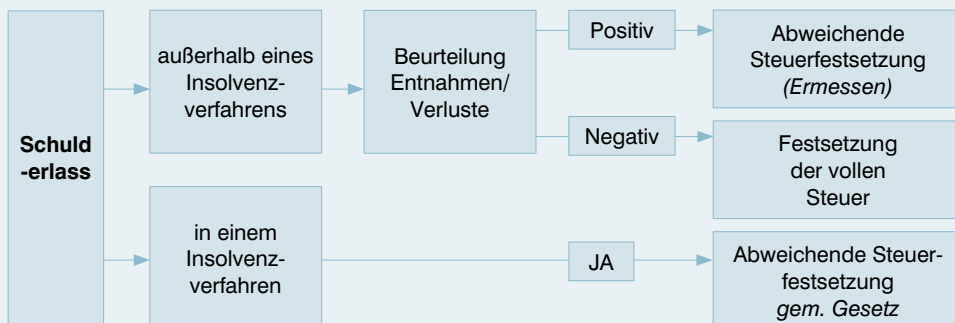 Schuld
-erlass
außerhalb eines
Insolvenz-
verfahrens
Beurteilung
Entnahmen/
Verluste
Positiv
Abweichende
Steuerfestsetzung
(Ermessen)
Negativ
Festsetzung
der vollen
Steuer
in einem
Insolvenz-
verfahren
JA
Abweichende Steuer-
festsetzung
gem. Gesetz